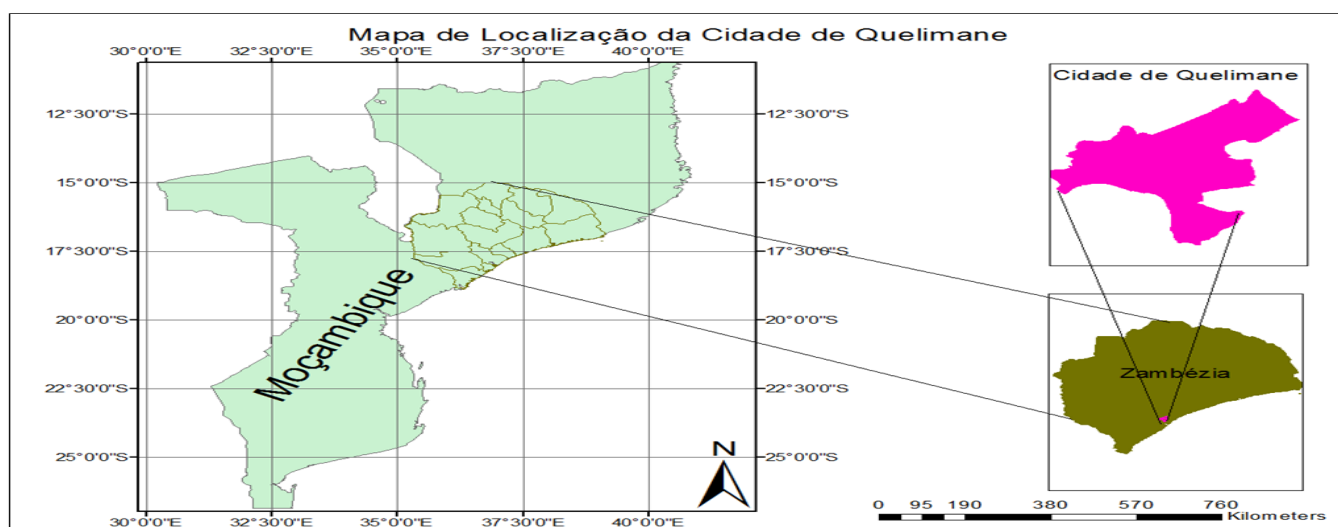 Mapa de Localização da Cidade de Quelimane
30°0'0"E 32°30'0"E 35°0'0"E 37°30'0"E 40°0'0"E
12°30'0"S 12°30'0"S
15°0'0"S 15°0'0"S
17°30'0"S 17°30'0"S
20°0'0"S 20°0'0"S
22°30'0"S 22°30'0"S
25°0'0"S 25°0'0"S
30°0'0"E 32°30'0"E 35°0'0"E 37°30'0"E 40°0'0"E
Moçambique
N
Cidade de Quelimane
Zambézia
0 95 190 380 570 760
Kilometers